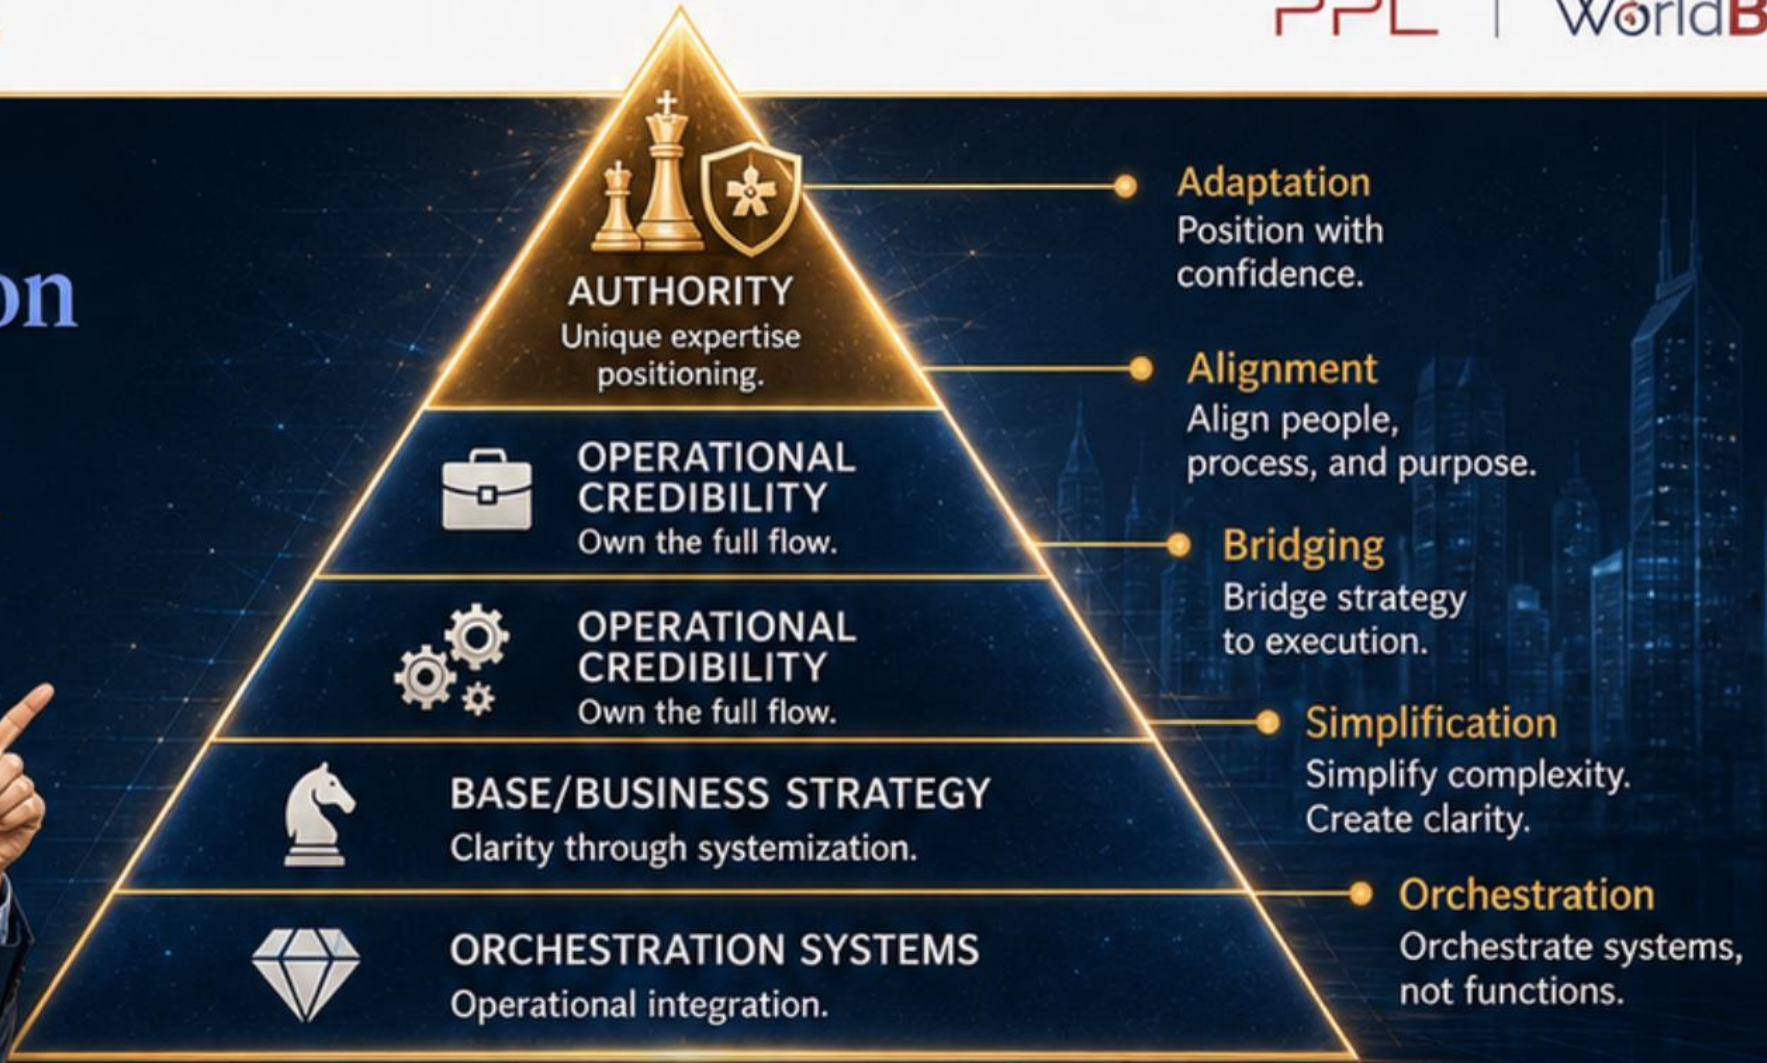 PPL | WorldB
on
AUTHORITY
Unique expertise
positioning.
OPERATIONAL
CREDIBILITY
Own the full flow.
OPERATIONAL
CREDIBILITY
Own the full flow.
BASE/BUSINESS STRATEGY
Clarity through systemization.
ORCHESTRATION SYSTEMS
Operational integration.
Adaptation
Position with
confidence.
Alignment
Align people,
process, and purpose.
Bridging
Bridge strategy
to execution.
Simplification
Simplify complexity.
Create clarity.
Orchestration
Orchestrate systems,
not functions.